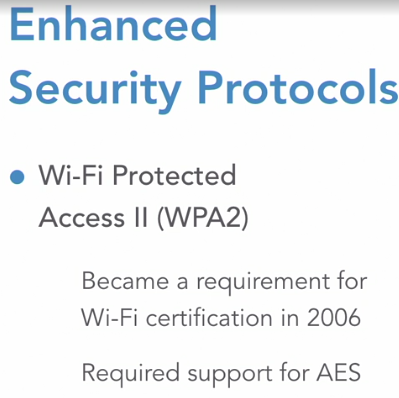 Enhanced
Security Protocols
Wi-Fi Protected
Access II (WPA2)
Became a requirement for
Wi-Fi certification in 2006
Required support for AES